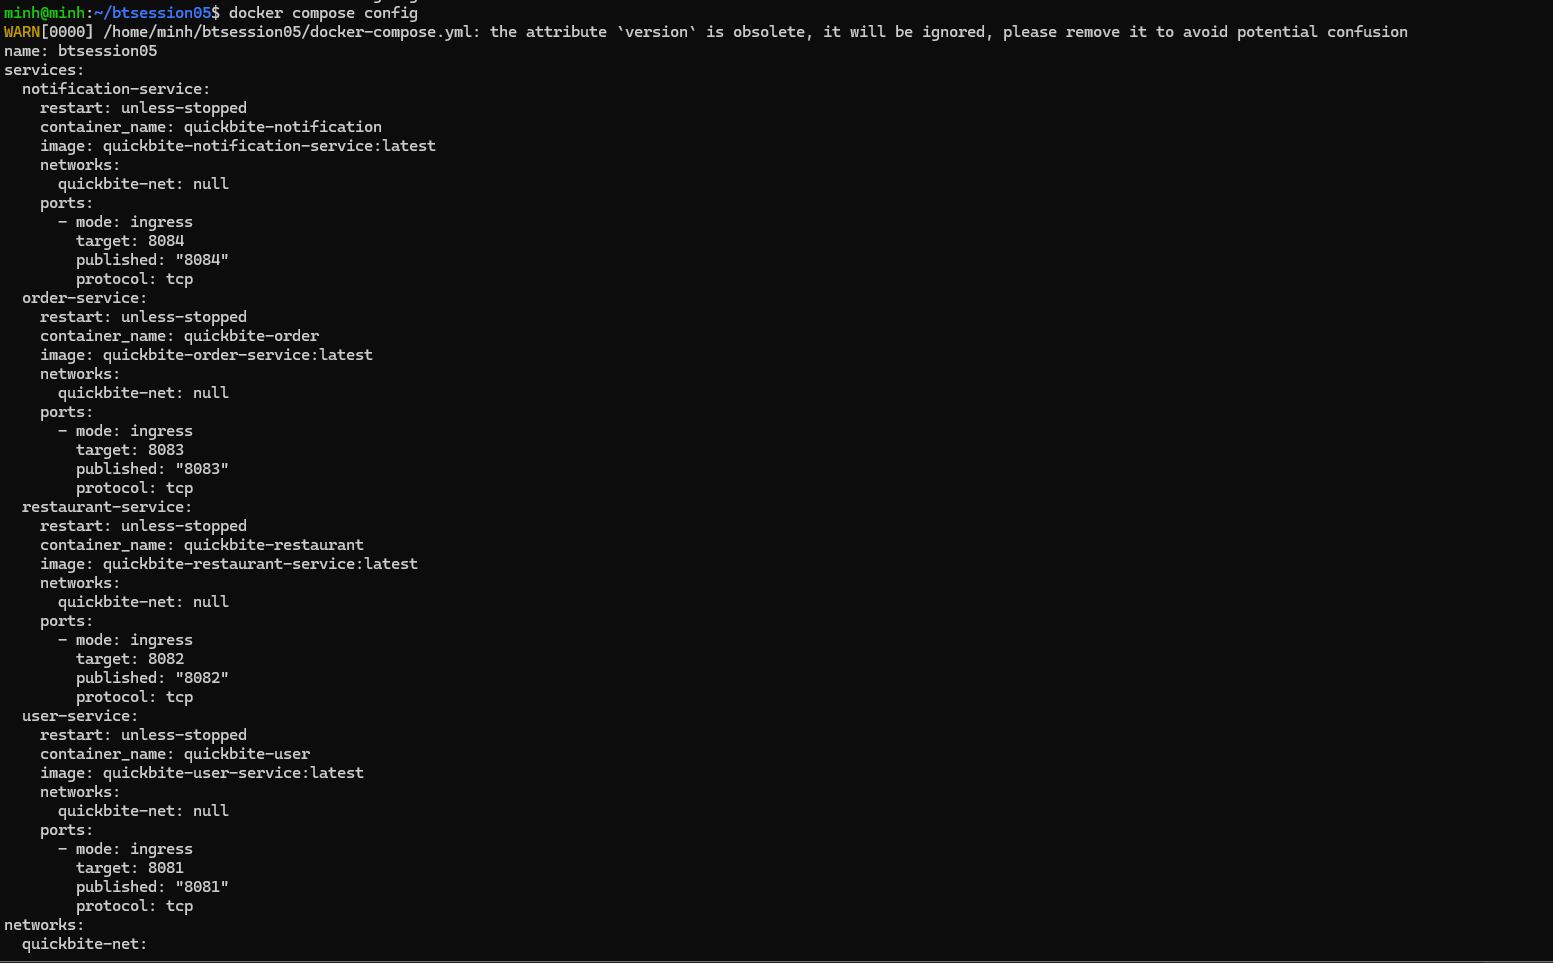 minh@minh:~/btsession05$ docker compose config
WARN[0000] /home/minh/btsession05/docker-compose.yml: the attribute `version` is obsolete, it will be ignored, please remove it to avoid potential confusion
name: btsession05
services:
  notification-service:
    restart: unless-stopped
    container_name: quickbite-notification
    image: quickbite-notification-service:latest
    networks:
      quickbite-net: null
    ports:
      - mode: ingress
        target: 8084
        published: "8084"
        protocol: tcp
  order-service:
    restart: unless-stopped
    container_name: quickbite-order
    image: quickbite-order-service:latest
    networks:
      quickbite-net: null
    ports:
      - mode: ingress
        target: 8083
        published: "8083"
        protocol: tcp
  restaurant-service:
    restart: unless-stopped
    container_name: quickbite-restaurant
    image: quickbite-restaurant-service:latest
    networks:
      quickbite-net: null
    ports:
      - mode: ingress
        target: 8082
        published: "8082"
        protocol: tcp
  user-service:
    restart: unless-stopped
    container_name: quickbite-user
    image: quickbite-user-service:latest
    networks:
      quickbite-net: null
    ports:
      - mode: ingress
        target: 8081
        published: "8081"
        protocol: tcp
networks:
  quickbite-net: